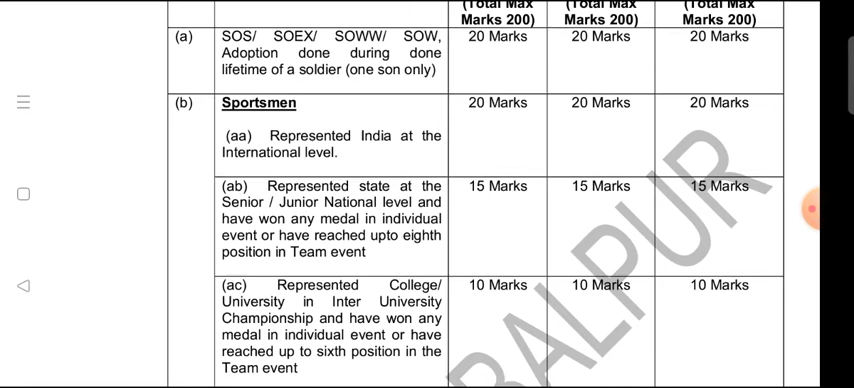 (Total Max (Total Max (Total Max
Marks 200) Marks 200) Marks 200)
(a) SOS/ SOEX/ SOWW/ SOW, 20 Marks 20 Marks 20 Marks
Adoption done during done
lifetime of a soldier (one son only)
(b) Sportsmen 20 Marks 20 Marks 20 Marks
(aa) Represented India at the
International level.
(ab) Represented state at the 15 Marks 15 Marks 15 Marks
Senior / Junior National level and
have won any medal in individual
event or have reached upto eighth
position in Team event
(ac) Represented College/ 10 Marks 10 Marks 10 Marks
University in Inter University
Championship and have won any
medal in individual event or have
reached up to sixth position in the
Team event
BALPUR